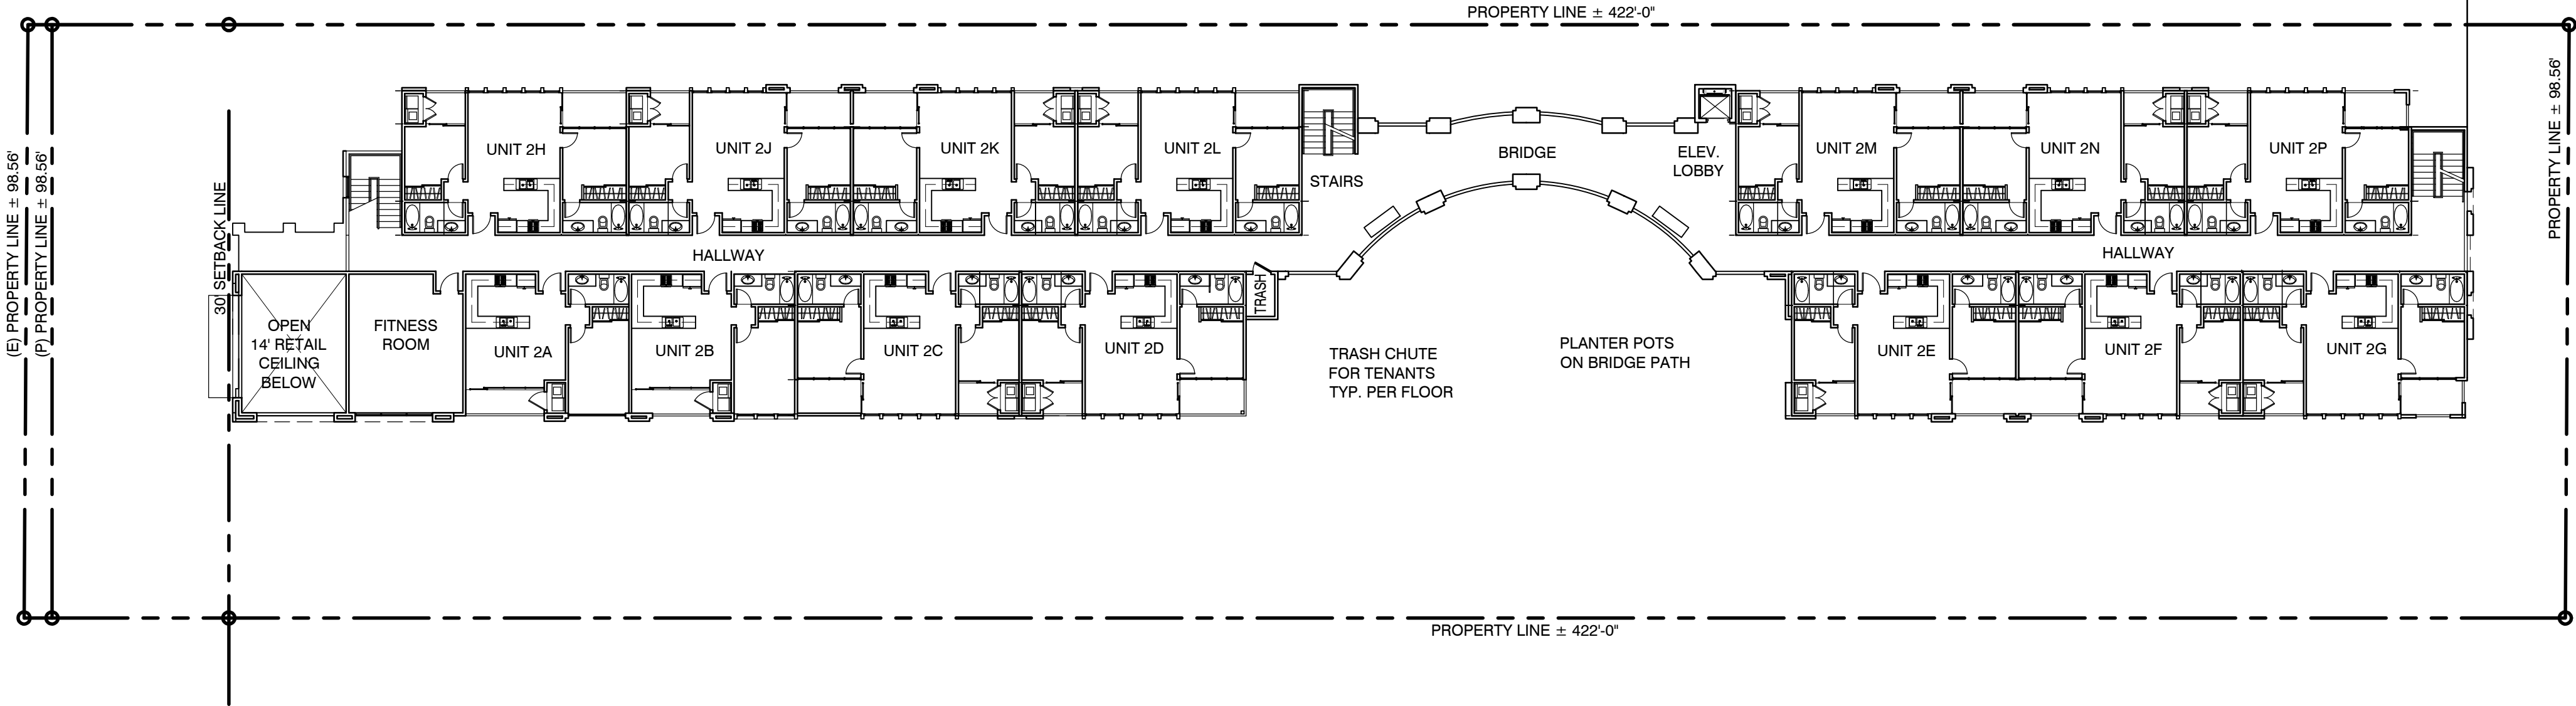 PROPERTY LINE ± 422'-0"
(E) PROPERTY LINE ± 98.56'
(P) PROPERTY LINE ± 98.56'
30' SETBACK LINE
PROPERTY LINE ± 98.56'
UNIT 2H
UNIT 2J
UNIT 2K
UNIT 2L
STAIRS
BRIDGE
ELEV.
LOBBY
UNIT 2M
UNIT 2N
UNIT 2P
HALLWAY
HALLWAY
OPEN
14' RETAIL
CEILING
BELOW
FITNESS
ROOM
UNIT 2A
UNIT 2B
UNIT 2C
UNIT 2D
TRASH
TRASH CHUTE
FOR TENANTS
TYP. PER FLOOR
PLANTER POTS
ON BRIDGE PATH
UNIT 2E
UNIT 2F
UNIT 2G
PROPERTY LINE ± 422'-0"